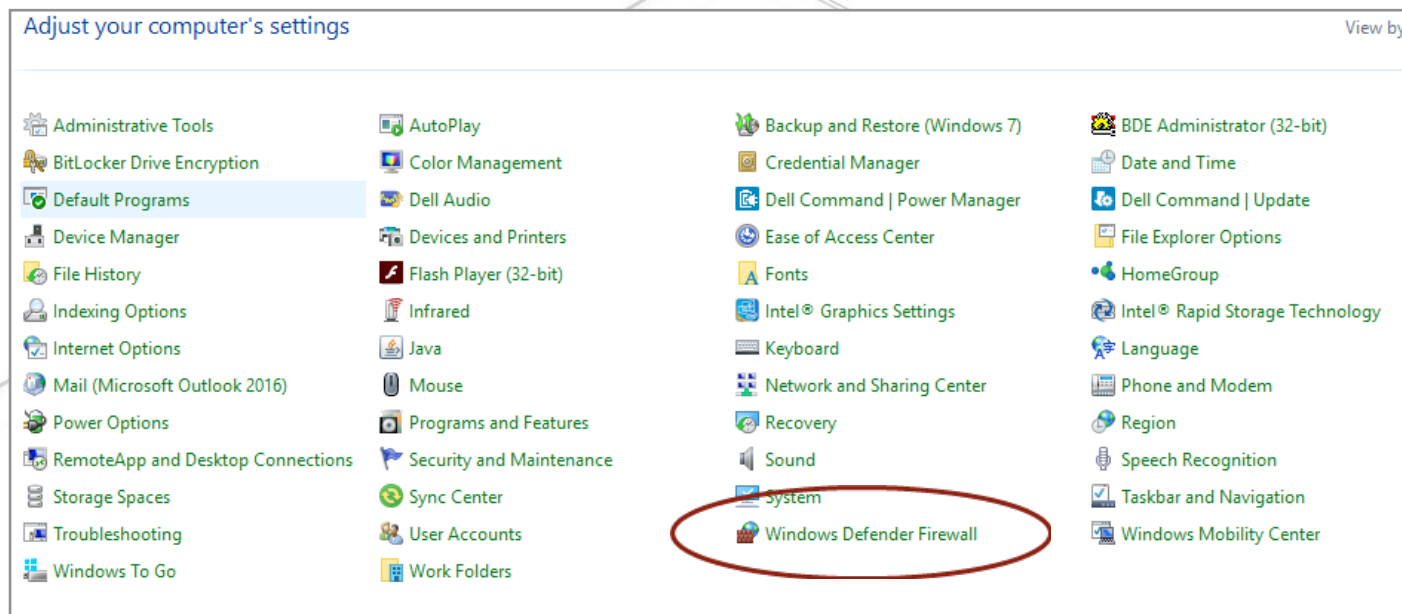 Adjust your computer's settings
View by
Administrative Tools
AutoPlay
Backup and Restore (Windows 7)
BDE Administrator (32-bit)
BitLocker Drive Encryption
Color Management
Credential Manager
Date and Time
Default Programs
Dell Audio
Dell Command | Power Manager
Dell Command | Update
Device Manager
Devices and Printers
Ease of Access Center
File Explorer Options
File History
Flash Player (32-bit)
Fonts
HomeGroup
Indexing Options
Infrared
Intel® Graphics Settings
Intel® Rapid Storage Technology
Internet Options
Java
Keyboard
Language
Mail (Microsoft Outlook 2016)
Mouse
Network and Sharing Center
Phone and Modem
Power Options
Programs and Features
Recovery
Region
RemoteApp and Desktop Connections
Security and Maintenance
Sound
Speech Recognition
Storage Spaces
Sync Center
System
Taskbar and Navigation
Troubleshooting
User Accounts
Windows Defender Firewall
Windows Mobility Center
Windows To Go
Work Folders